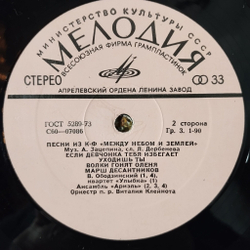 МИНИСТЕРСТВО КУЛЬТУРЫ СССР
МЕЛОДИЯ
ВСЕСОЮЗНАЯ ФИРМА ГРАМПЛАСТИНОК
СТЕРЕО
33
АПРЕЛЕВСКИЙ ОРДЕНА ЛЕНИНА ЗАВОД
ГОСТ 5289-73
С60—07086
2 сторона
Гр. 3. 1-90
ПЕСНИ ИЗ К-Ф «МЕЖДУ НЕБОМ И ЗЕМЛЕЙ»
Муз. А. Зацепина, сл. Л. Дербенева
ЕСЛИ ДЕВЧОНКА ТЕБЯ ИЗБЕГАЕТ
УХОДИШЬ ТЫ
ВОЛКИ ГОНЯТ ОЛЕНЯ
МАРШ ДЕСАНТНИКОВ
В. Ободзинский (1, 4),
квартет «Улыбка» (1)
Ансамбль «Ариэль» (2, 3, 4)
Оркестр п/р Виталия Клейнота